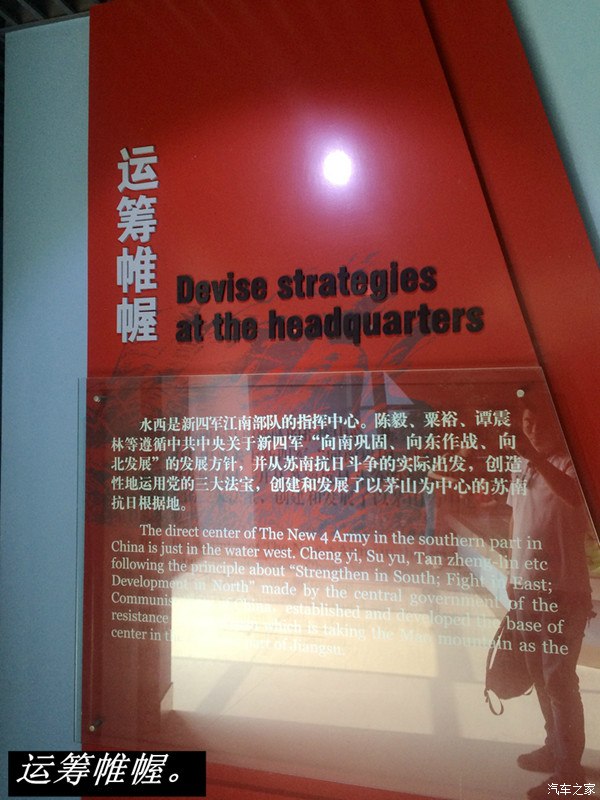 运筹帷幄
Devise strategies
at the headquarters
水西是新四军江南部队的指挥中心。陈毅、粟裕、谭震
林等遵循中共中央关于新四军“向南巩固、向东作战、向
北发展”的发展方针，并从苏南抗日斗争的实际出发，创造
性地运用党的三大法宝，创建和发展了以茅山为中心的苏南
抗日根据地。
The direct center of The New 4 Army in the southern part in
China is just in the water west. Cheng yi, Su yu, Tan zheng-lin etc
following the principle about “Strengthen in South; Fight in East;
Development in North” made by the central government of the
Communist established and developed the base of
resistance which is taking the Mao mountain as the
center in of Jiangsu.
运筹帷幄。
汽车之家